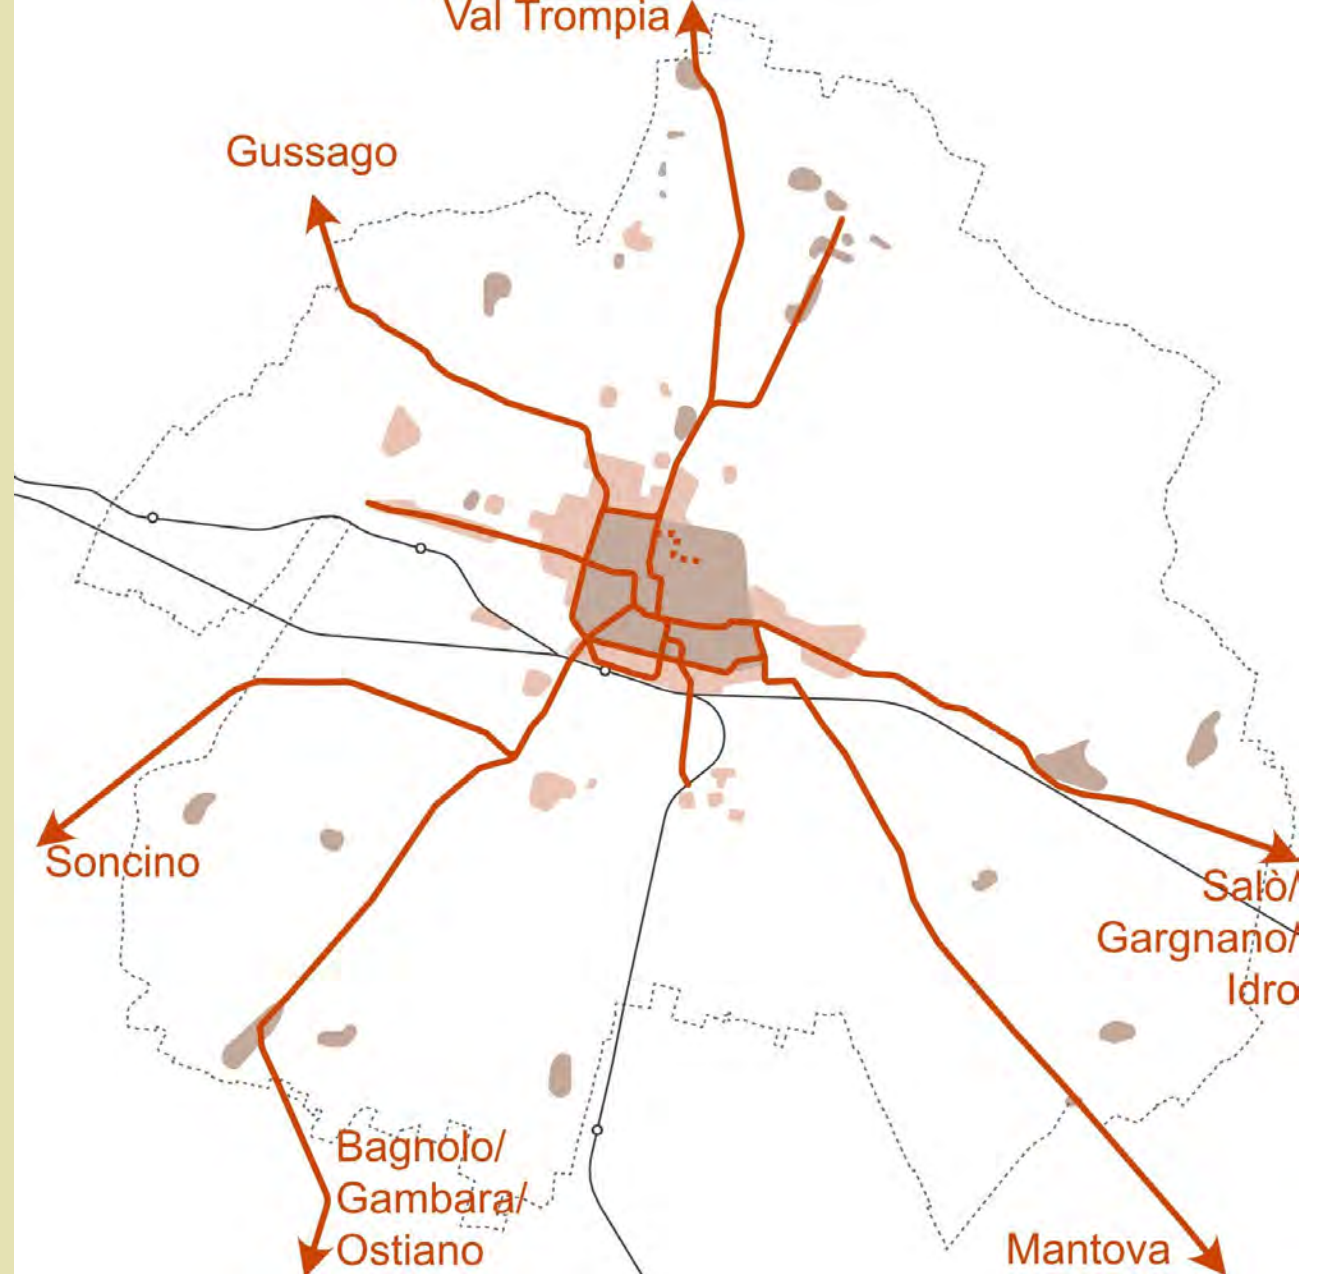 Val Trompia
Gussago
Soncino
Salò/
Gargnano/
Idro
Bagnolo/
Gambara/
Ostiano
Mantova